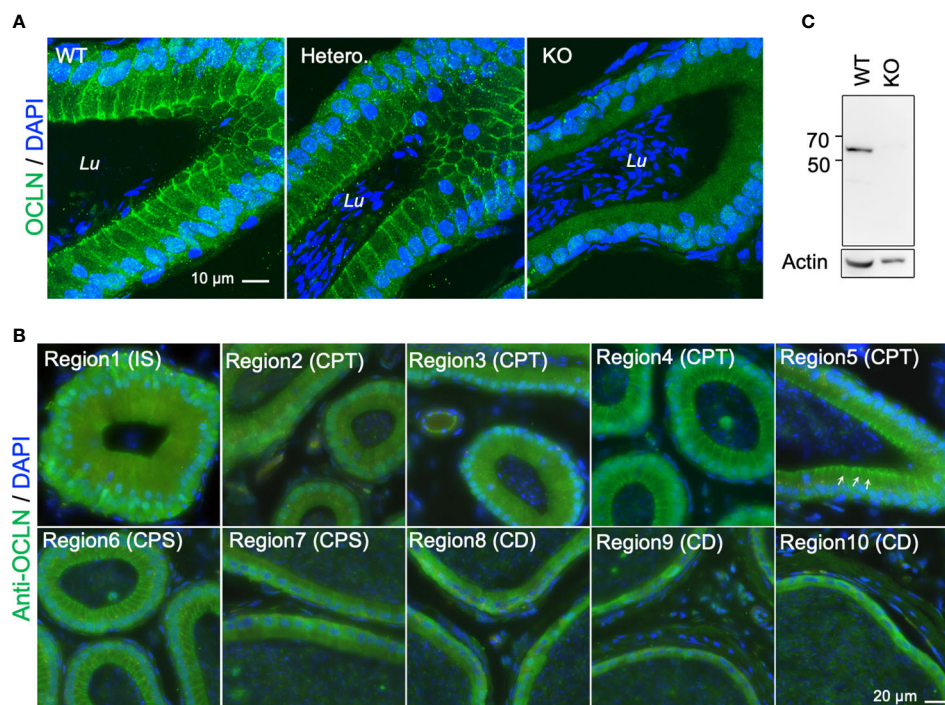 A
WT
Hetero.
KO
OCLN / DAPI
Lu
Lu
Lu
10 µm
B
Region1 (IS)
Region2 (CPT)
Region3 (CPT)
Region4 (CPT)
Region5 (CPT)
Region6 (CPS)
Region7 (CPS)
Region8 (CD)
Region9 (CD)
Region10 (CD)
Anti-OCLN / DAPI
20 µm
C
WT
KO
70
50
Actin